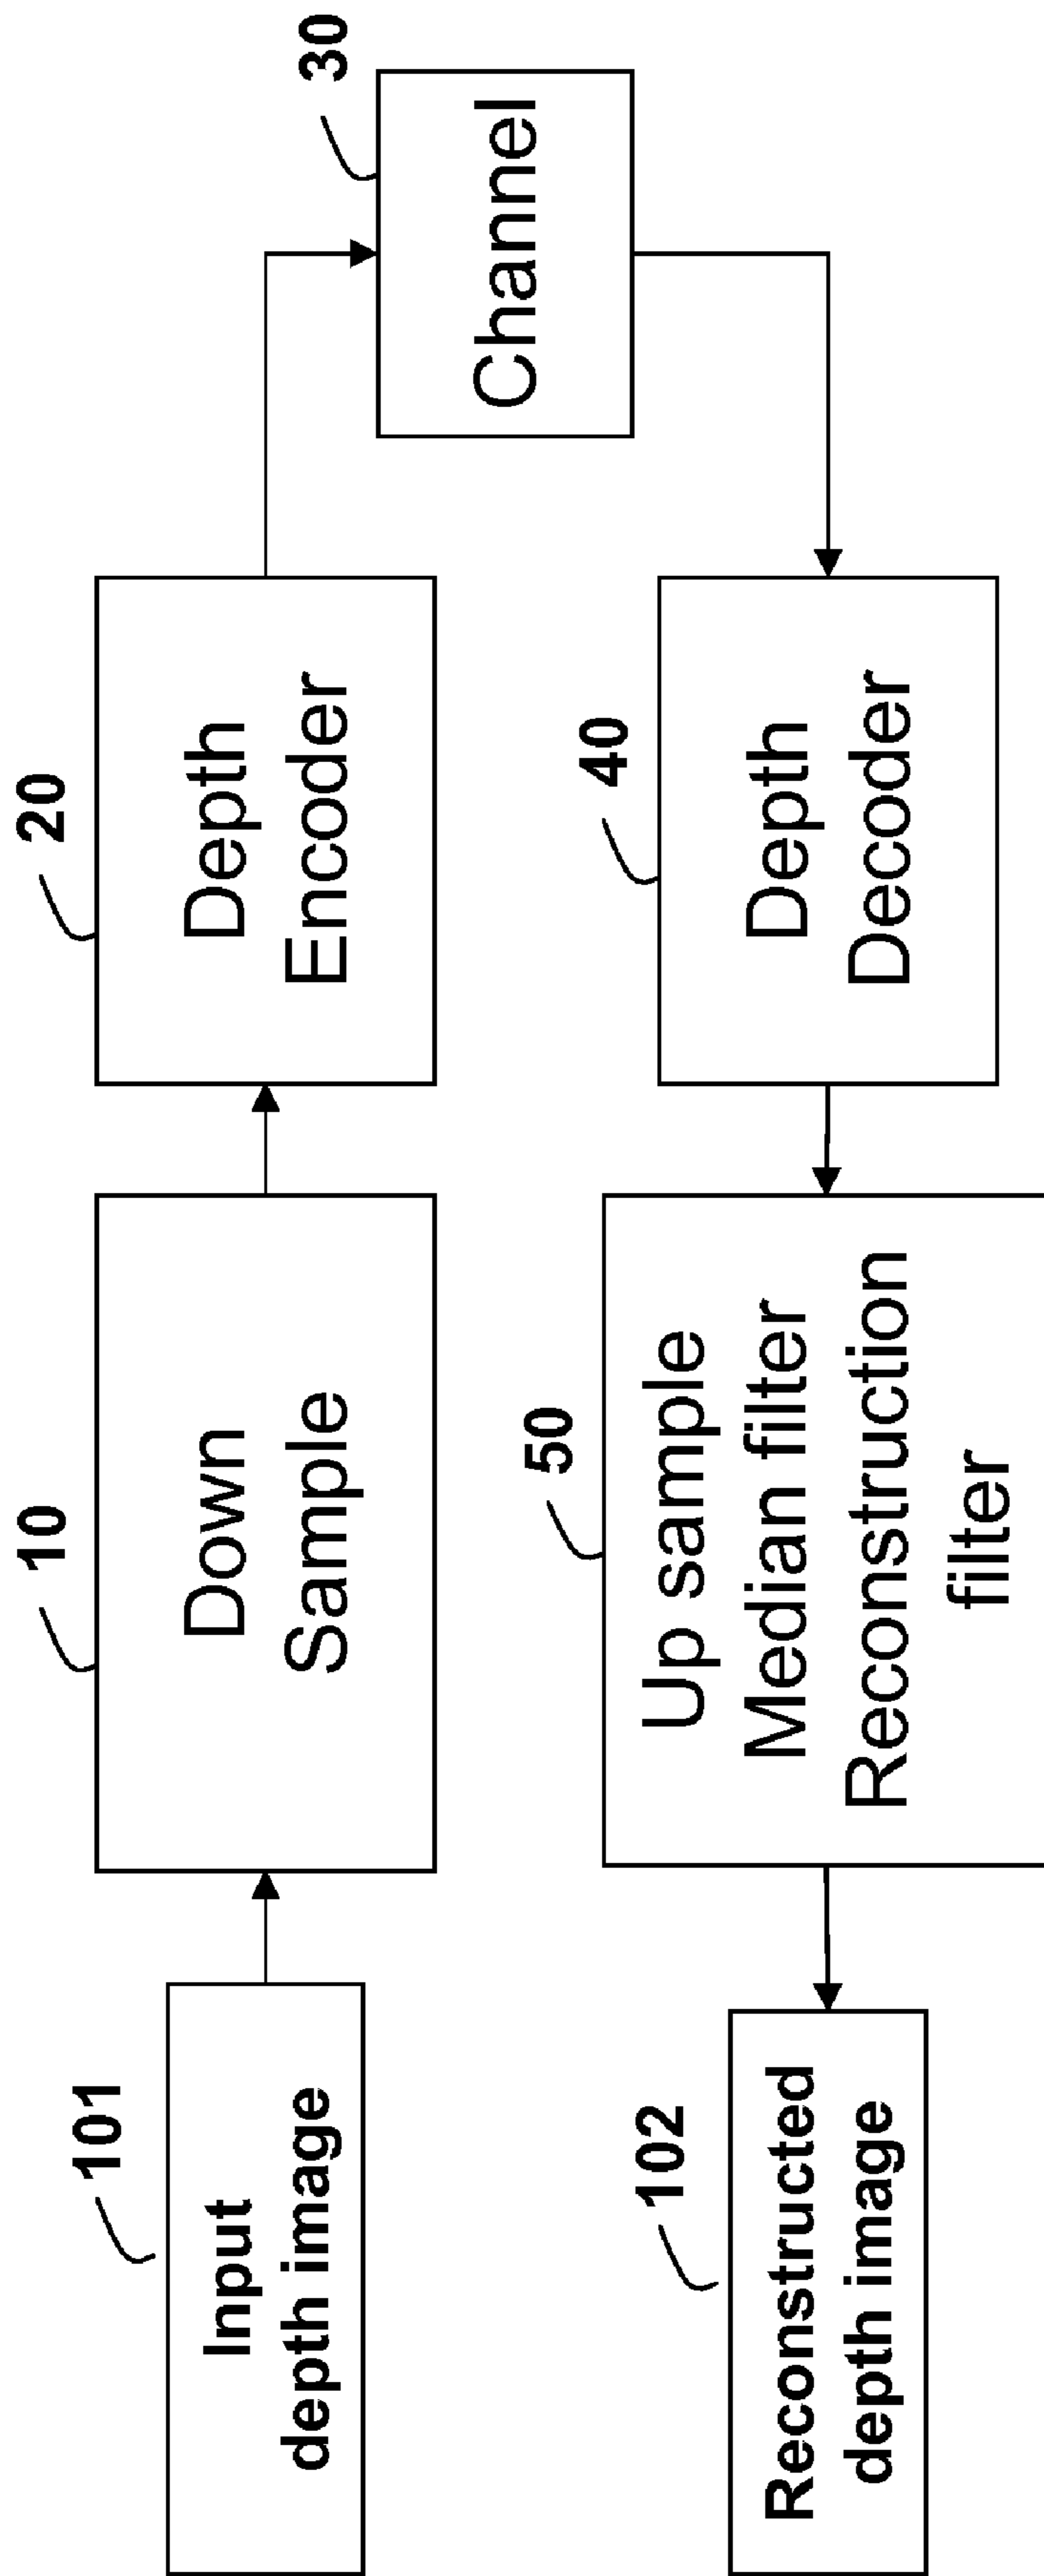 101
Input
depth image
10
Down
Sample
20
Depth
Encoder
30
Channel
40
Depth
Decoder
50
Up sample
Median filter
Reconstruction
filter
102
Reconstructed
depth image